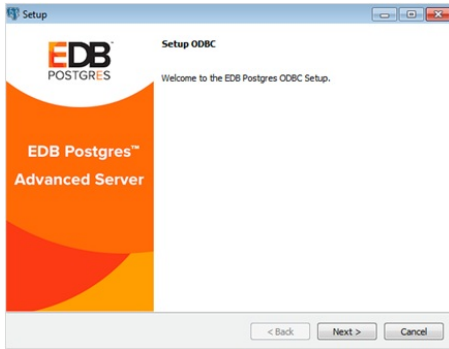 Setup
EDB
POSTGRES
Setup ODBC
Welcome to the EDB Postgres ODBC Setup.
EDB Postgres™
Advanced Server
< Back
Next >
Cancel